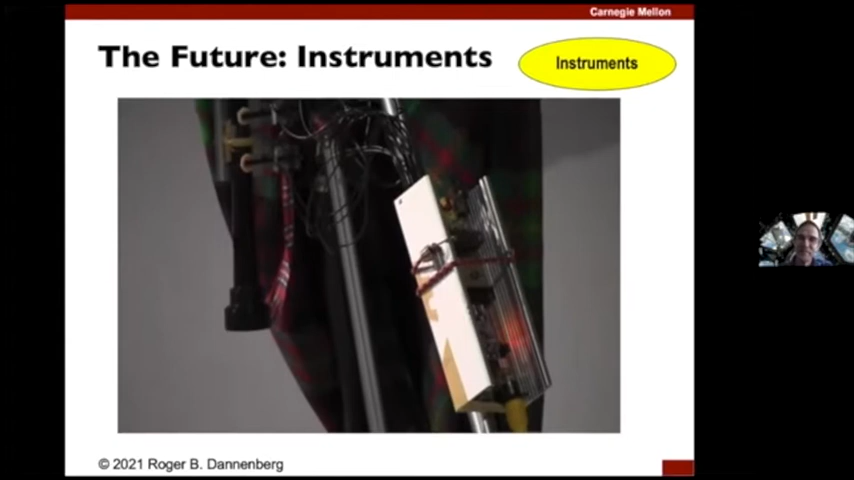 Carnegie Mellon
The Future: Instruments
Instruments
© 2021 Roger B. Dannenberg